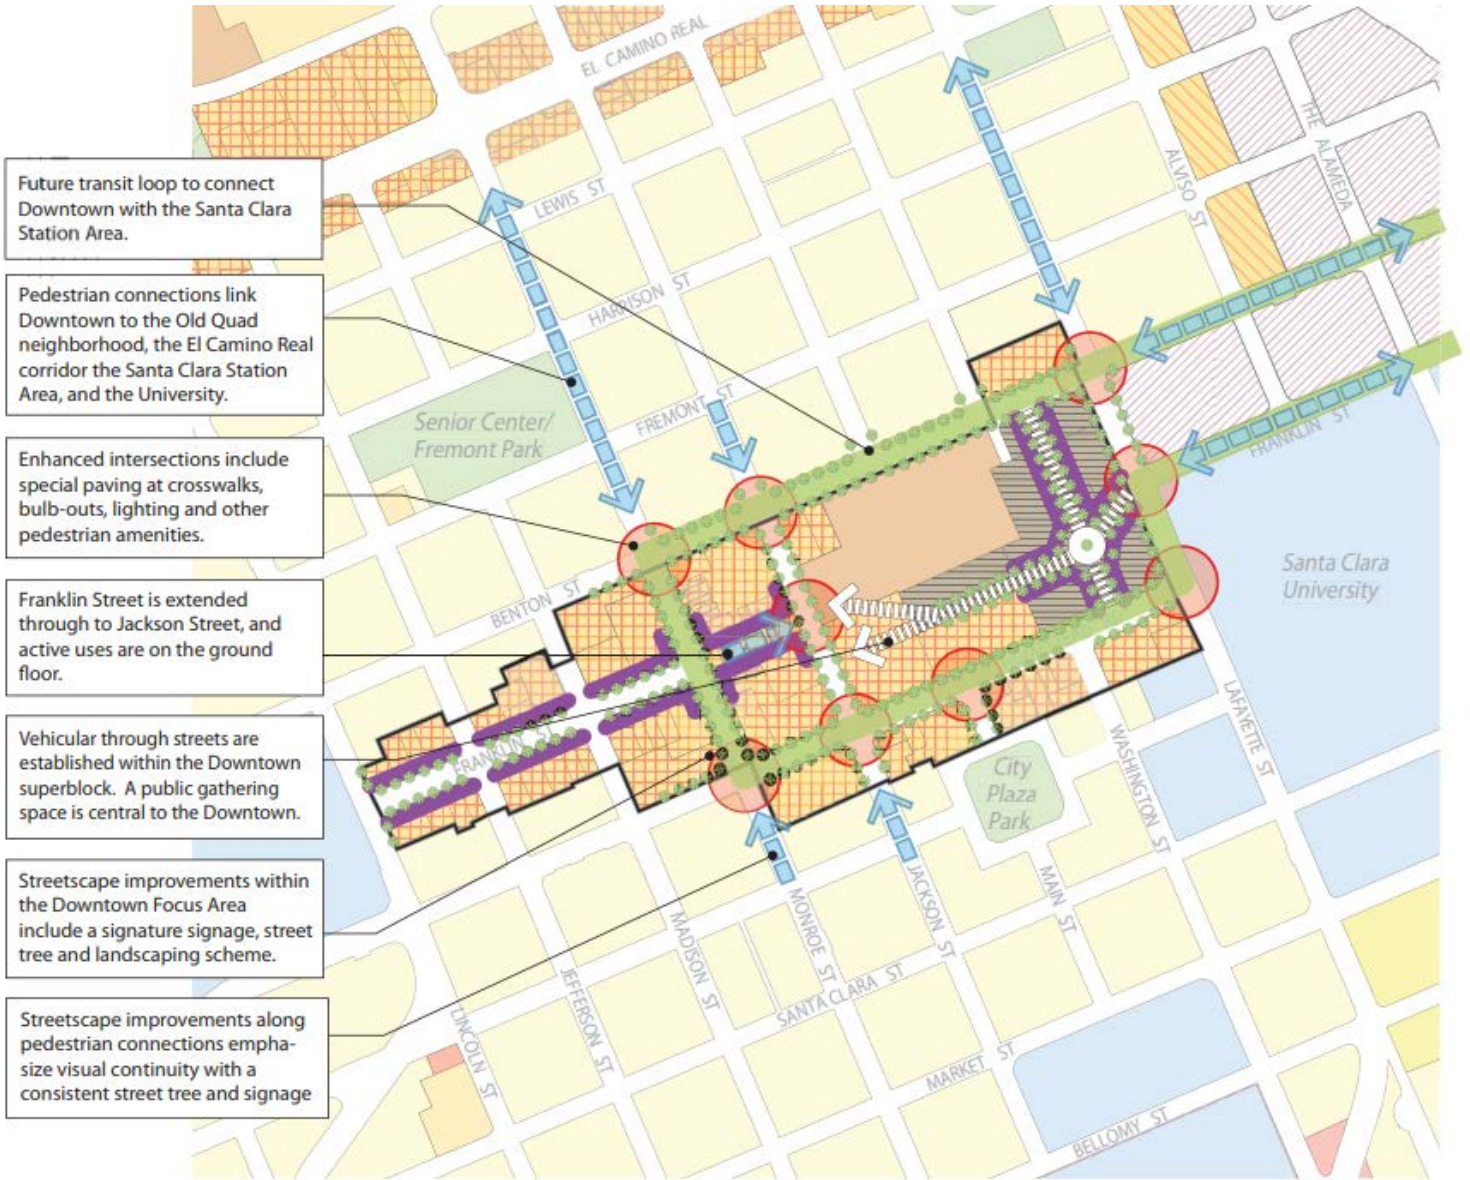 EL CAMINO REAL
Future transit loop to connect
Downtown with the Santa Clara
Station Area.
Pedestrian connections link
Downtown to the Old Quad
neighborhood, the El Camino Real
corridor the Santa Clara Station
Area, and the University.
Enhanced intersections include
special paving at crosswalks,
bulb-outs, lighting and other
pedestrian amenities.
Franklin Street is extended
through to Jackson Street, and
active uses are on the ground
floor.
Vehicular through streets are
established within the Downtown
superblock. A public gathering
space is central to the Downtown.
Streetscape improvements within
the Downtown Focus Area
include a signature signage, street
tree and landscaping scheme.
Streetscape improvements along
pedestrian connections empha-
size visual continuity with a
consistent street tree and signage
LEWIS ST
HARRISON ST
FREMONT ST
BENTON ST
FRANKLIN ST
ALVISO ST
THE ALAMEDA
FRANKLIN ST
Senior Center/
Fremont Park
Santa Clara
University
City
Plaza
Park
LAFAYETTE ST
WASHINGTON ST
MAIN ST
JACKSON ST
MONROE ST
MADISON ST
JEFFERSON ST
LINCOLN ST
SANTA CLARA ST
MARKET ST
BELLOMY ST